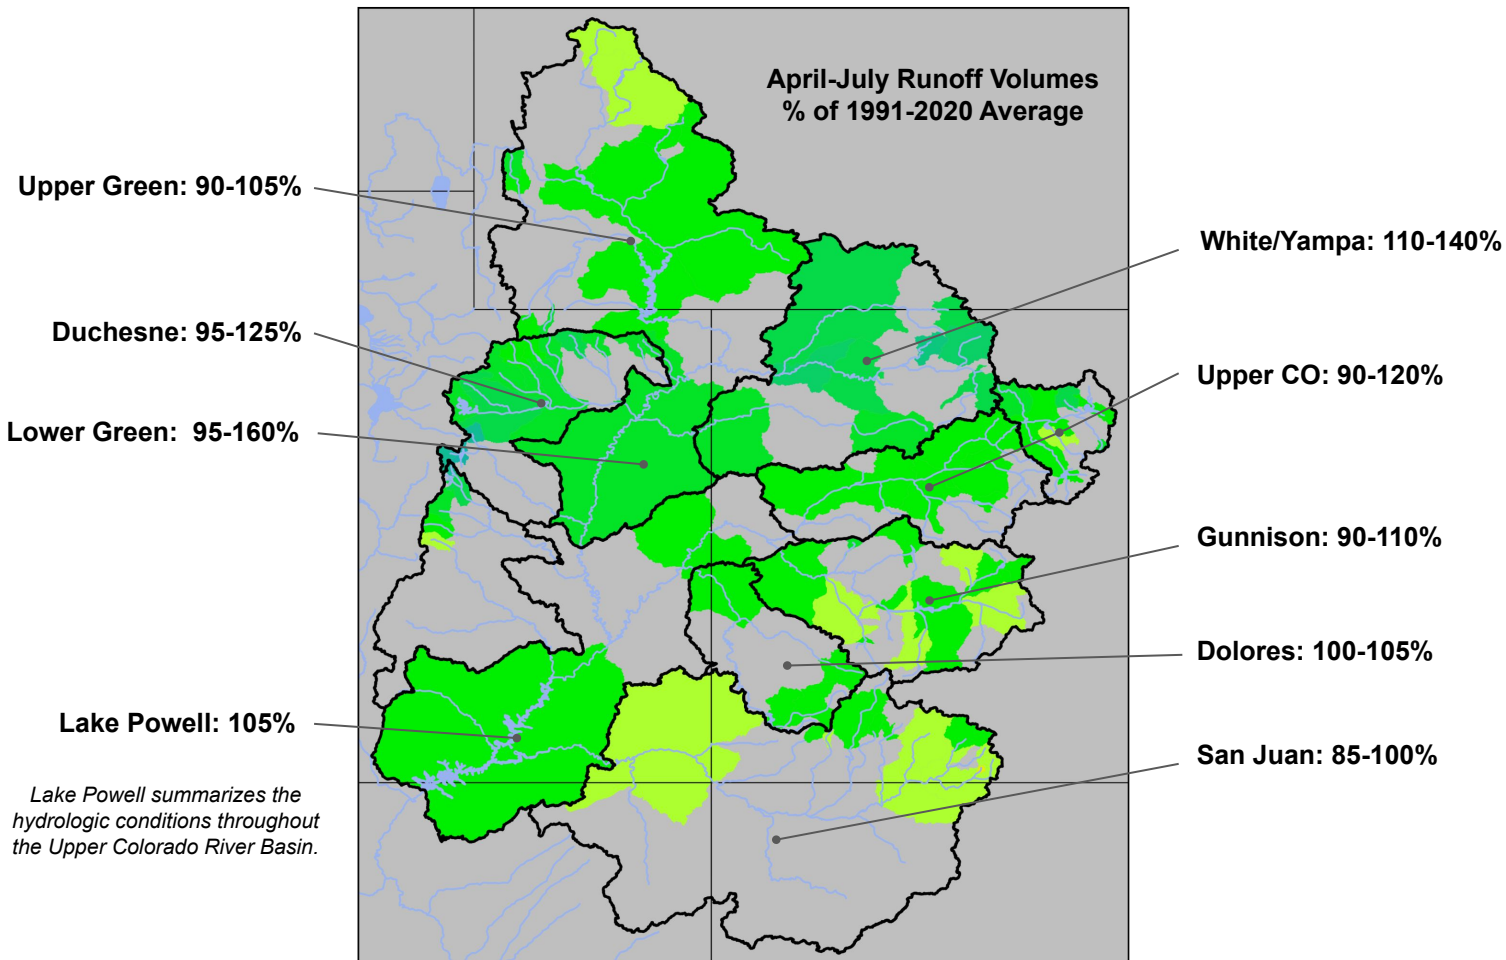 April-July Runoff Volumes
% of 1991-2020 Average
Upper Green: 90-105%
Duchesne: 95-125%
Lower Green: 95-160%
Lake Powell: 105%
Lake Powell summarizes the
hydrologic conditions throughout
the Upper Colorado River Basin.
White/Yampa: 110-140%
Upper CO: 90-120%
Gunnison: 90-110%
Dolores: 100-105%
San Juan: 85-100%